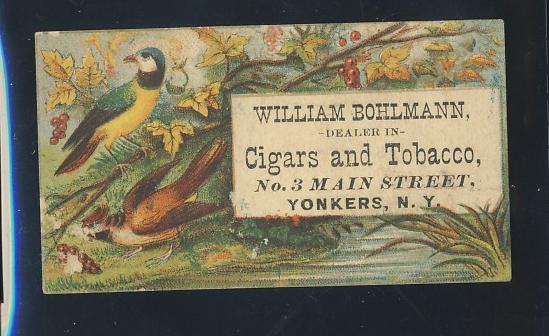 WILLIAM BOHLMANN,
-DEALER IN-
Cigars and Tobacco,
No. 3 MAIN STREET,
YONKERS, N. Y.